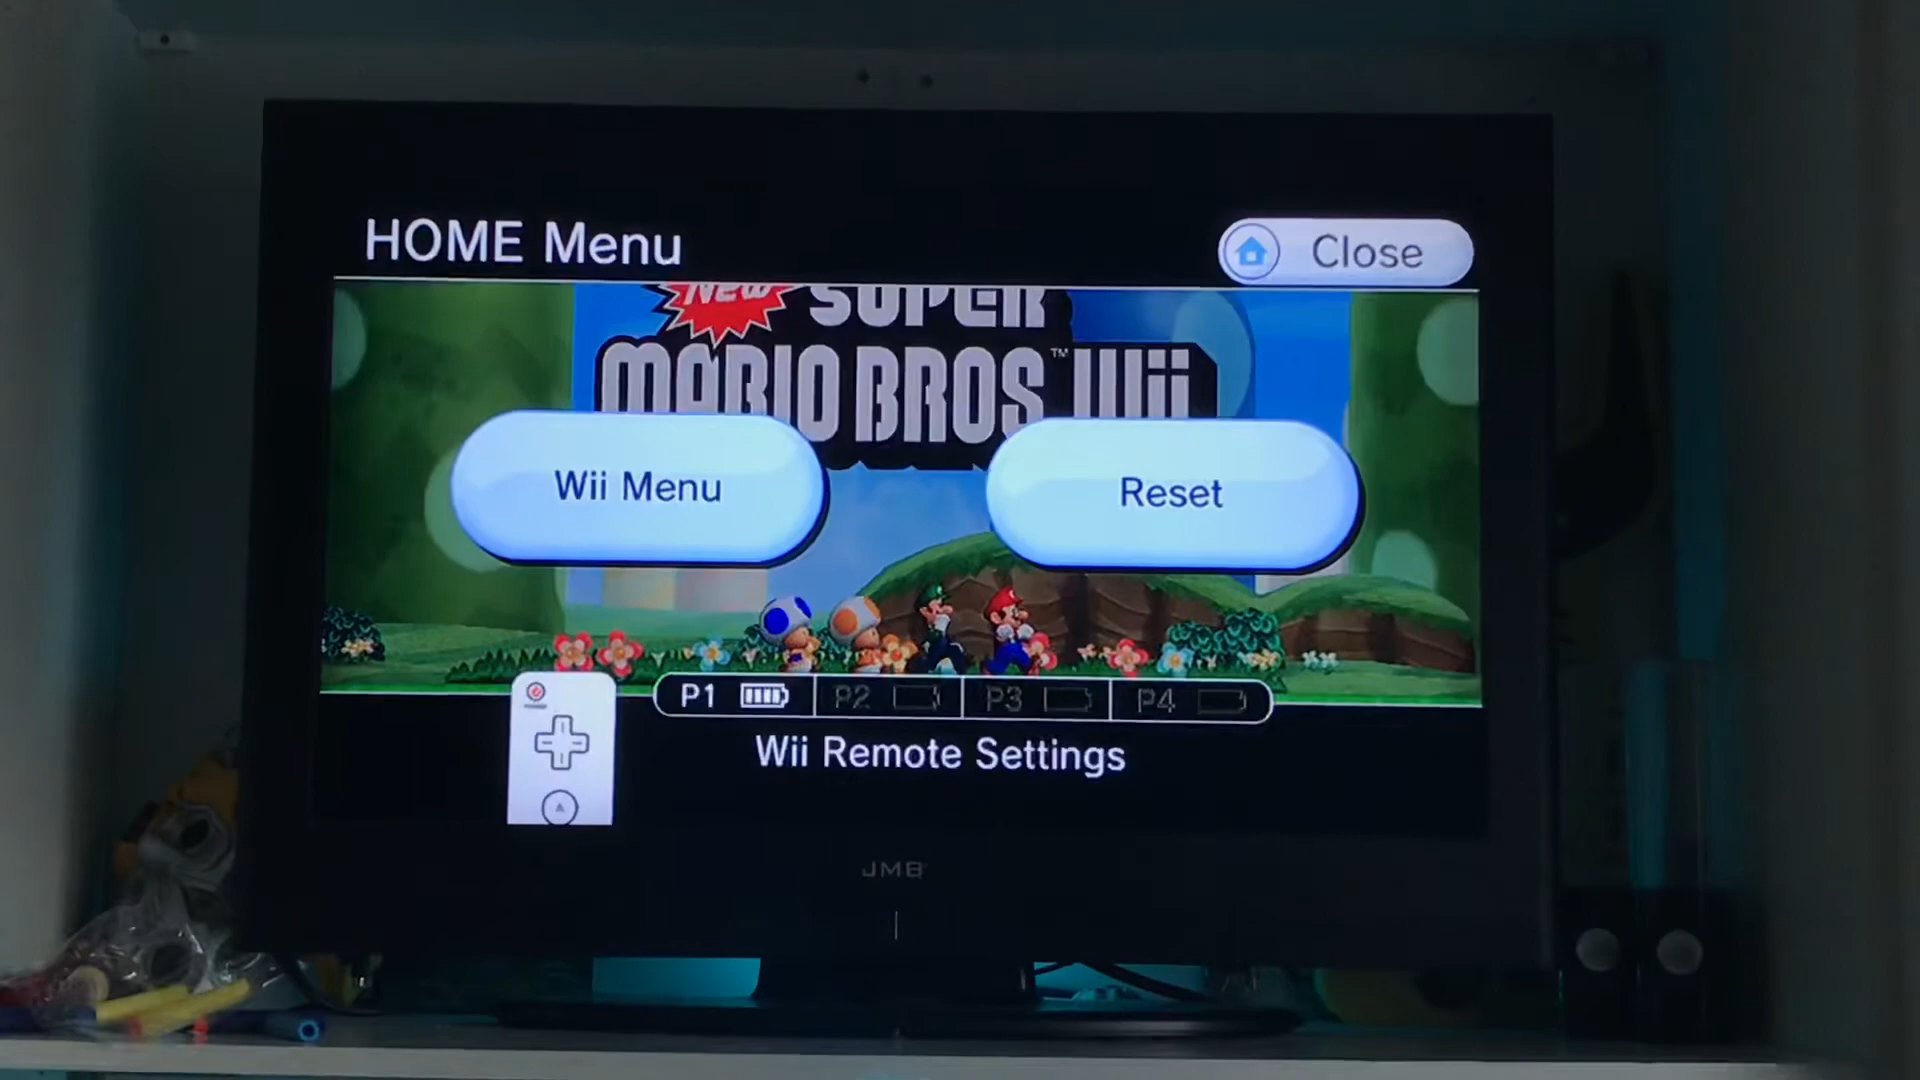 HOME Menu
Close
New SUPER
MARIO BROS.™ Wii
Wii Menu
Reset
P1 P2 P3 P4
Wii Remote Settings
JMB